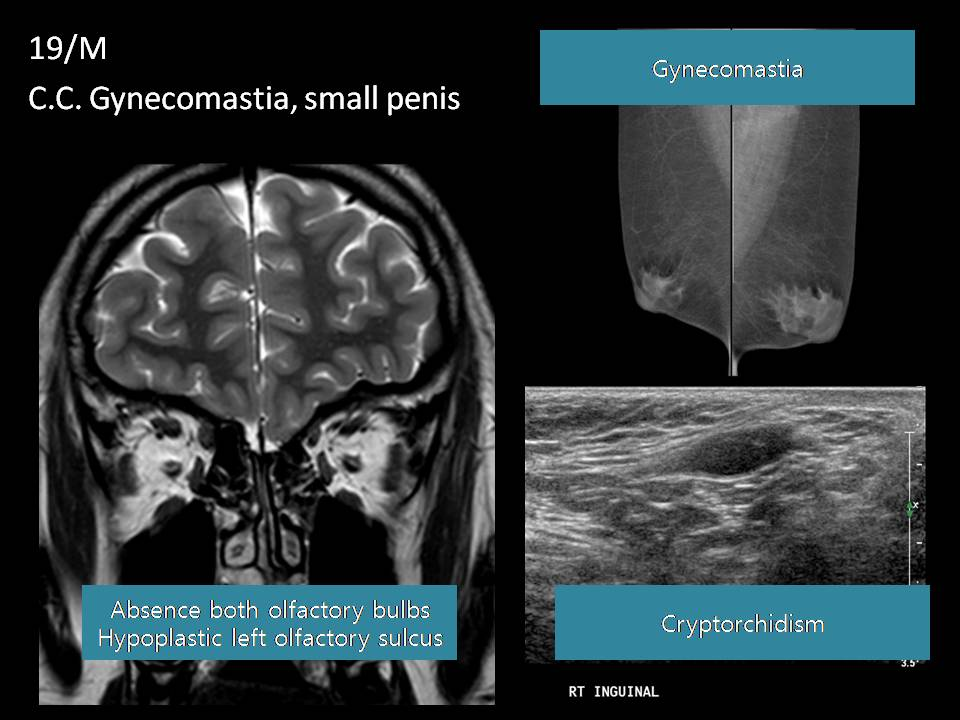 19/M
C.C. Gynecomastia, small penis
Gynecomastia
Absence both olfactory bulbs
Hypoplastic left olfactory sulcus
x
Cryptorchidism
3.5
RT INGUINAL